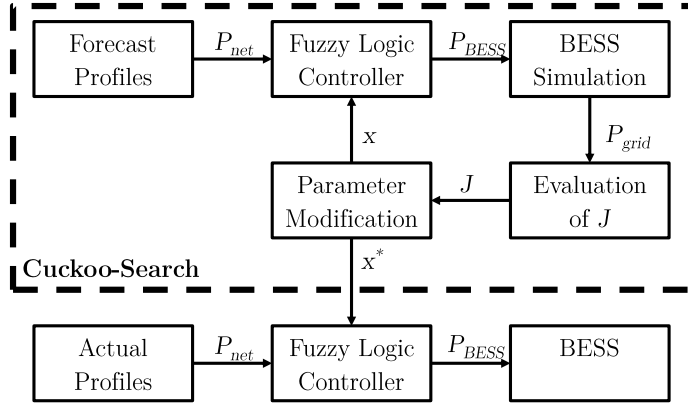 Forecast Profiles
P_net
Fuzzy Logic Controller
P_BESS
BESS Simulation
x
P_grid
Parameter Modification
J
Evaluation of J
Cuckoo-Search
x*
Actual Profiles
P_net
Fuzzy Logic Controller
P_BESS
BESS